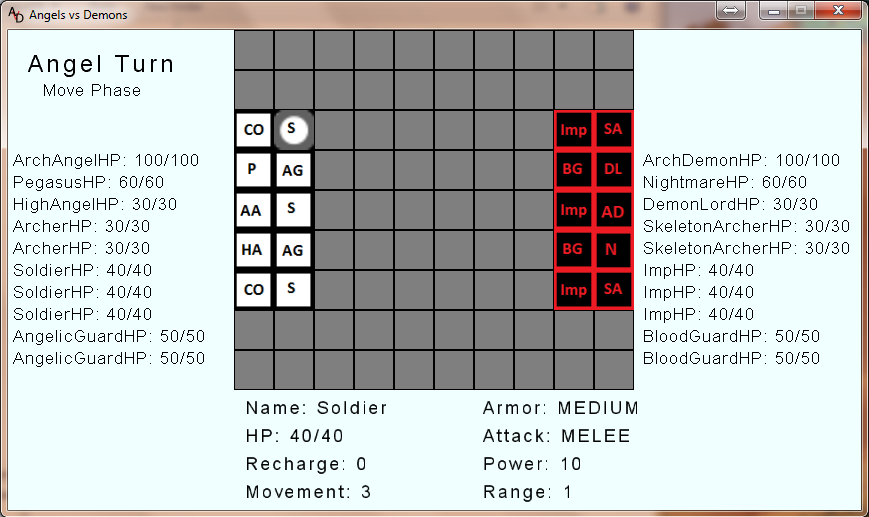 Angels vs Demons
Angel Turn
Move Phase
ArchAngelHP: 100/100
PegasusHP: 60/60
HighAngelHP: 30/30
ArcherHP: 30/30
ArcherHP: 30/30
SoldierHP: 40/40
SoldierHP: 40/40
SoldierHP: 40/40
AngelicGuardHP: 50/50
AngelicGuardHP: 50/50
CO S Imp SA
P AG BG DL
AA S Imp AD
HA AG BG N
CO S Imp SA
ArchDemonHP: 100/100
NightmareHP: 60/60
DemonLordHP: 30/30
SkeletonArcherHP: 30/30
SkeletonArcherHP: 30/30
ImpHP: 40/40
ImpHP: 40/40
ImpHP: 40/40
BloodGuardHP: 50/50
BloodGuardHP: 50/50
Name: Soldier
HP: 40/40
Recharge: 0
Movement: 3
Armor: MEDIUM
Attack: MELEE
Power: 10
Range: 1